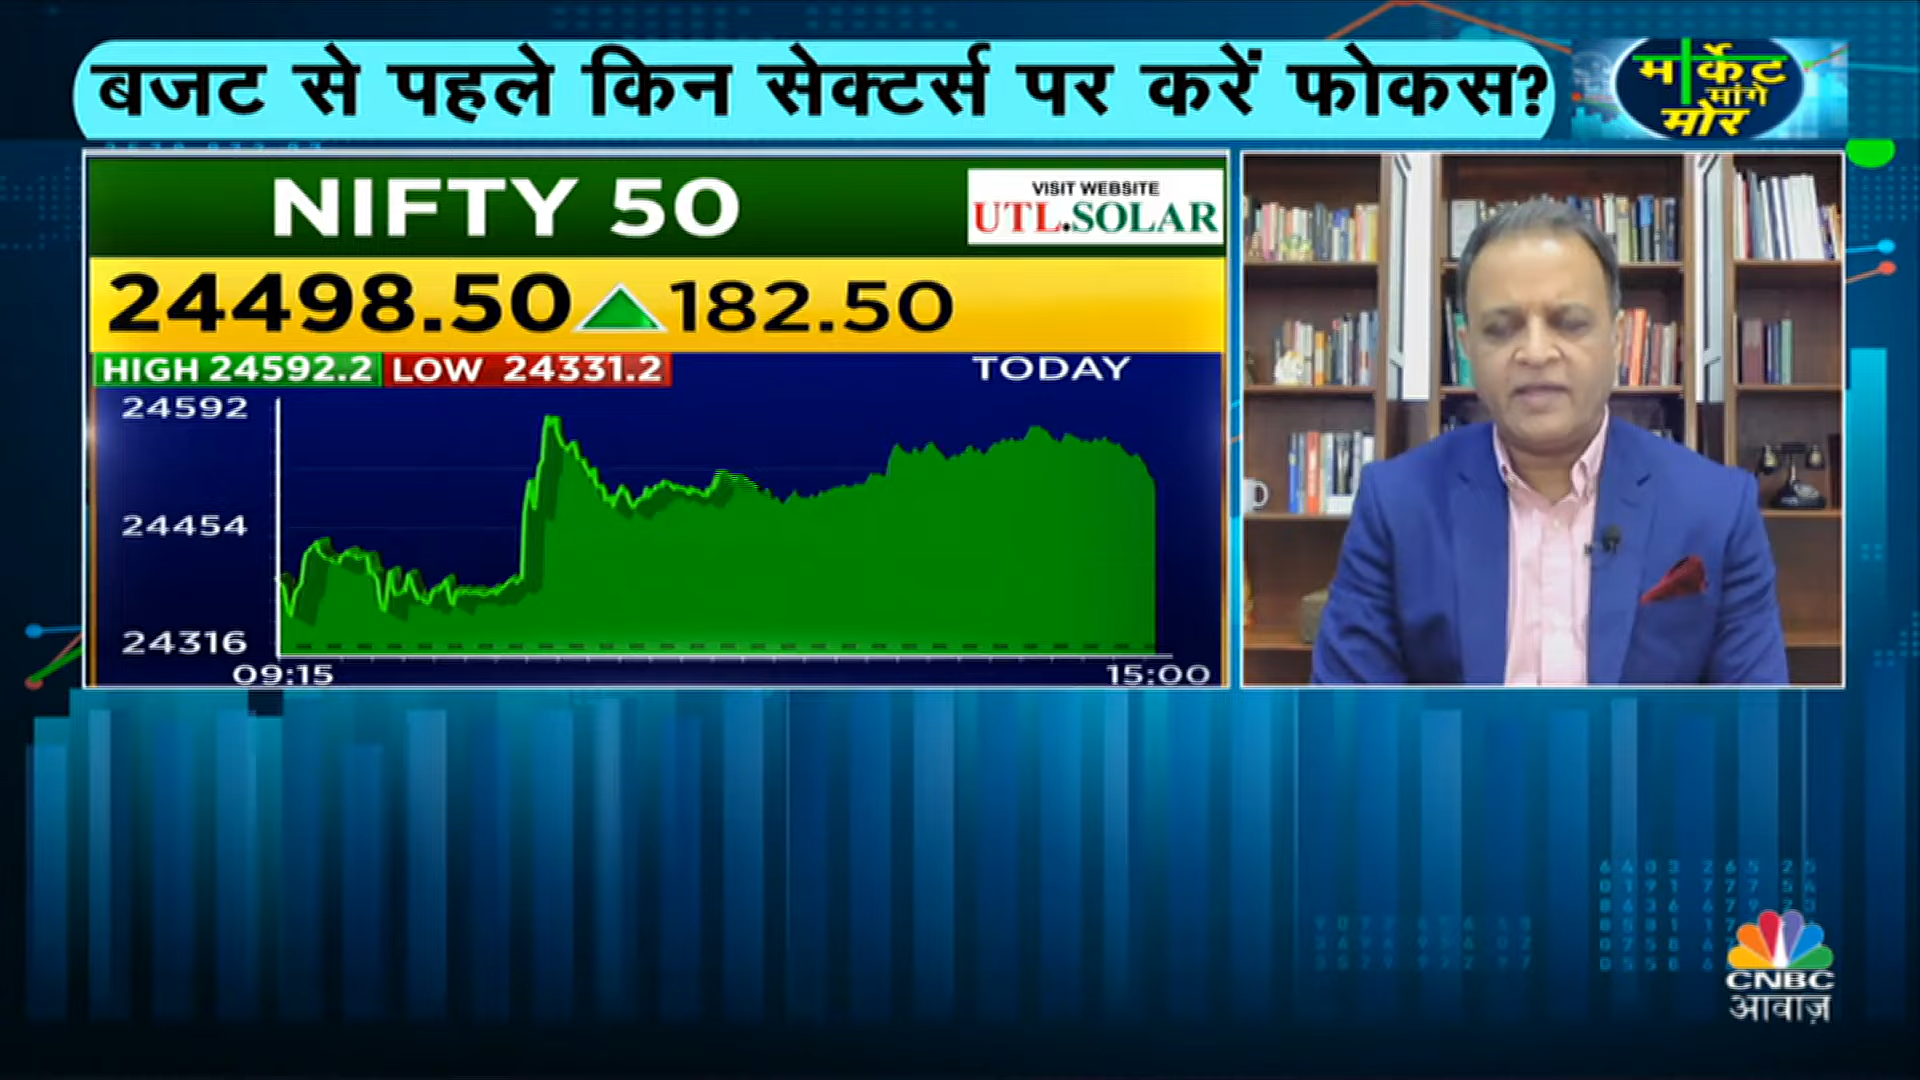 बजट से पहले किन सेक्टर्स पर करें फोकस?
मार्केट
मांगे
मोर
NIFTY 50
VISIT WEBSITE
UTL.SOLAR
24498.50 182.50
HIGH 24592.2 LOW 24331.2
TODAY
24592
24454
24316
09:15 15:00
CNBC
आवाज़